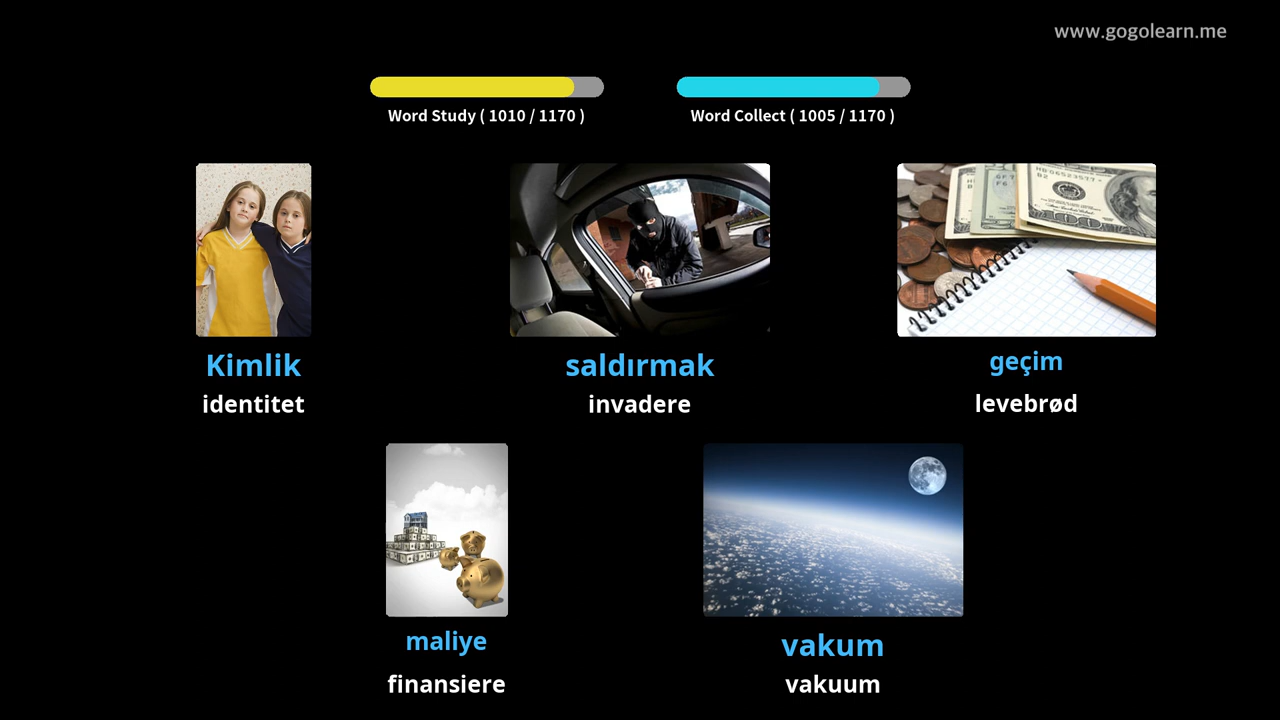 www.gogolearn.me
Word Study ( 1010 / 1170 )
Word Collect ( 1005 / 1170 )
Kimlik
identitet
saldırmak
invadere
geçim
levebrød
maliye
finansiere
vakum
vakuum